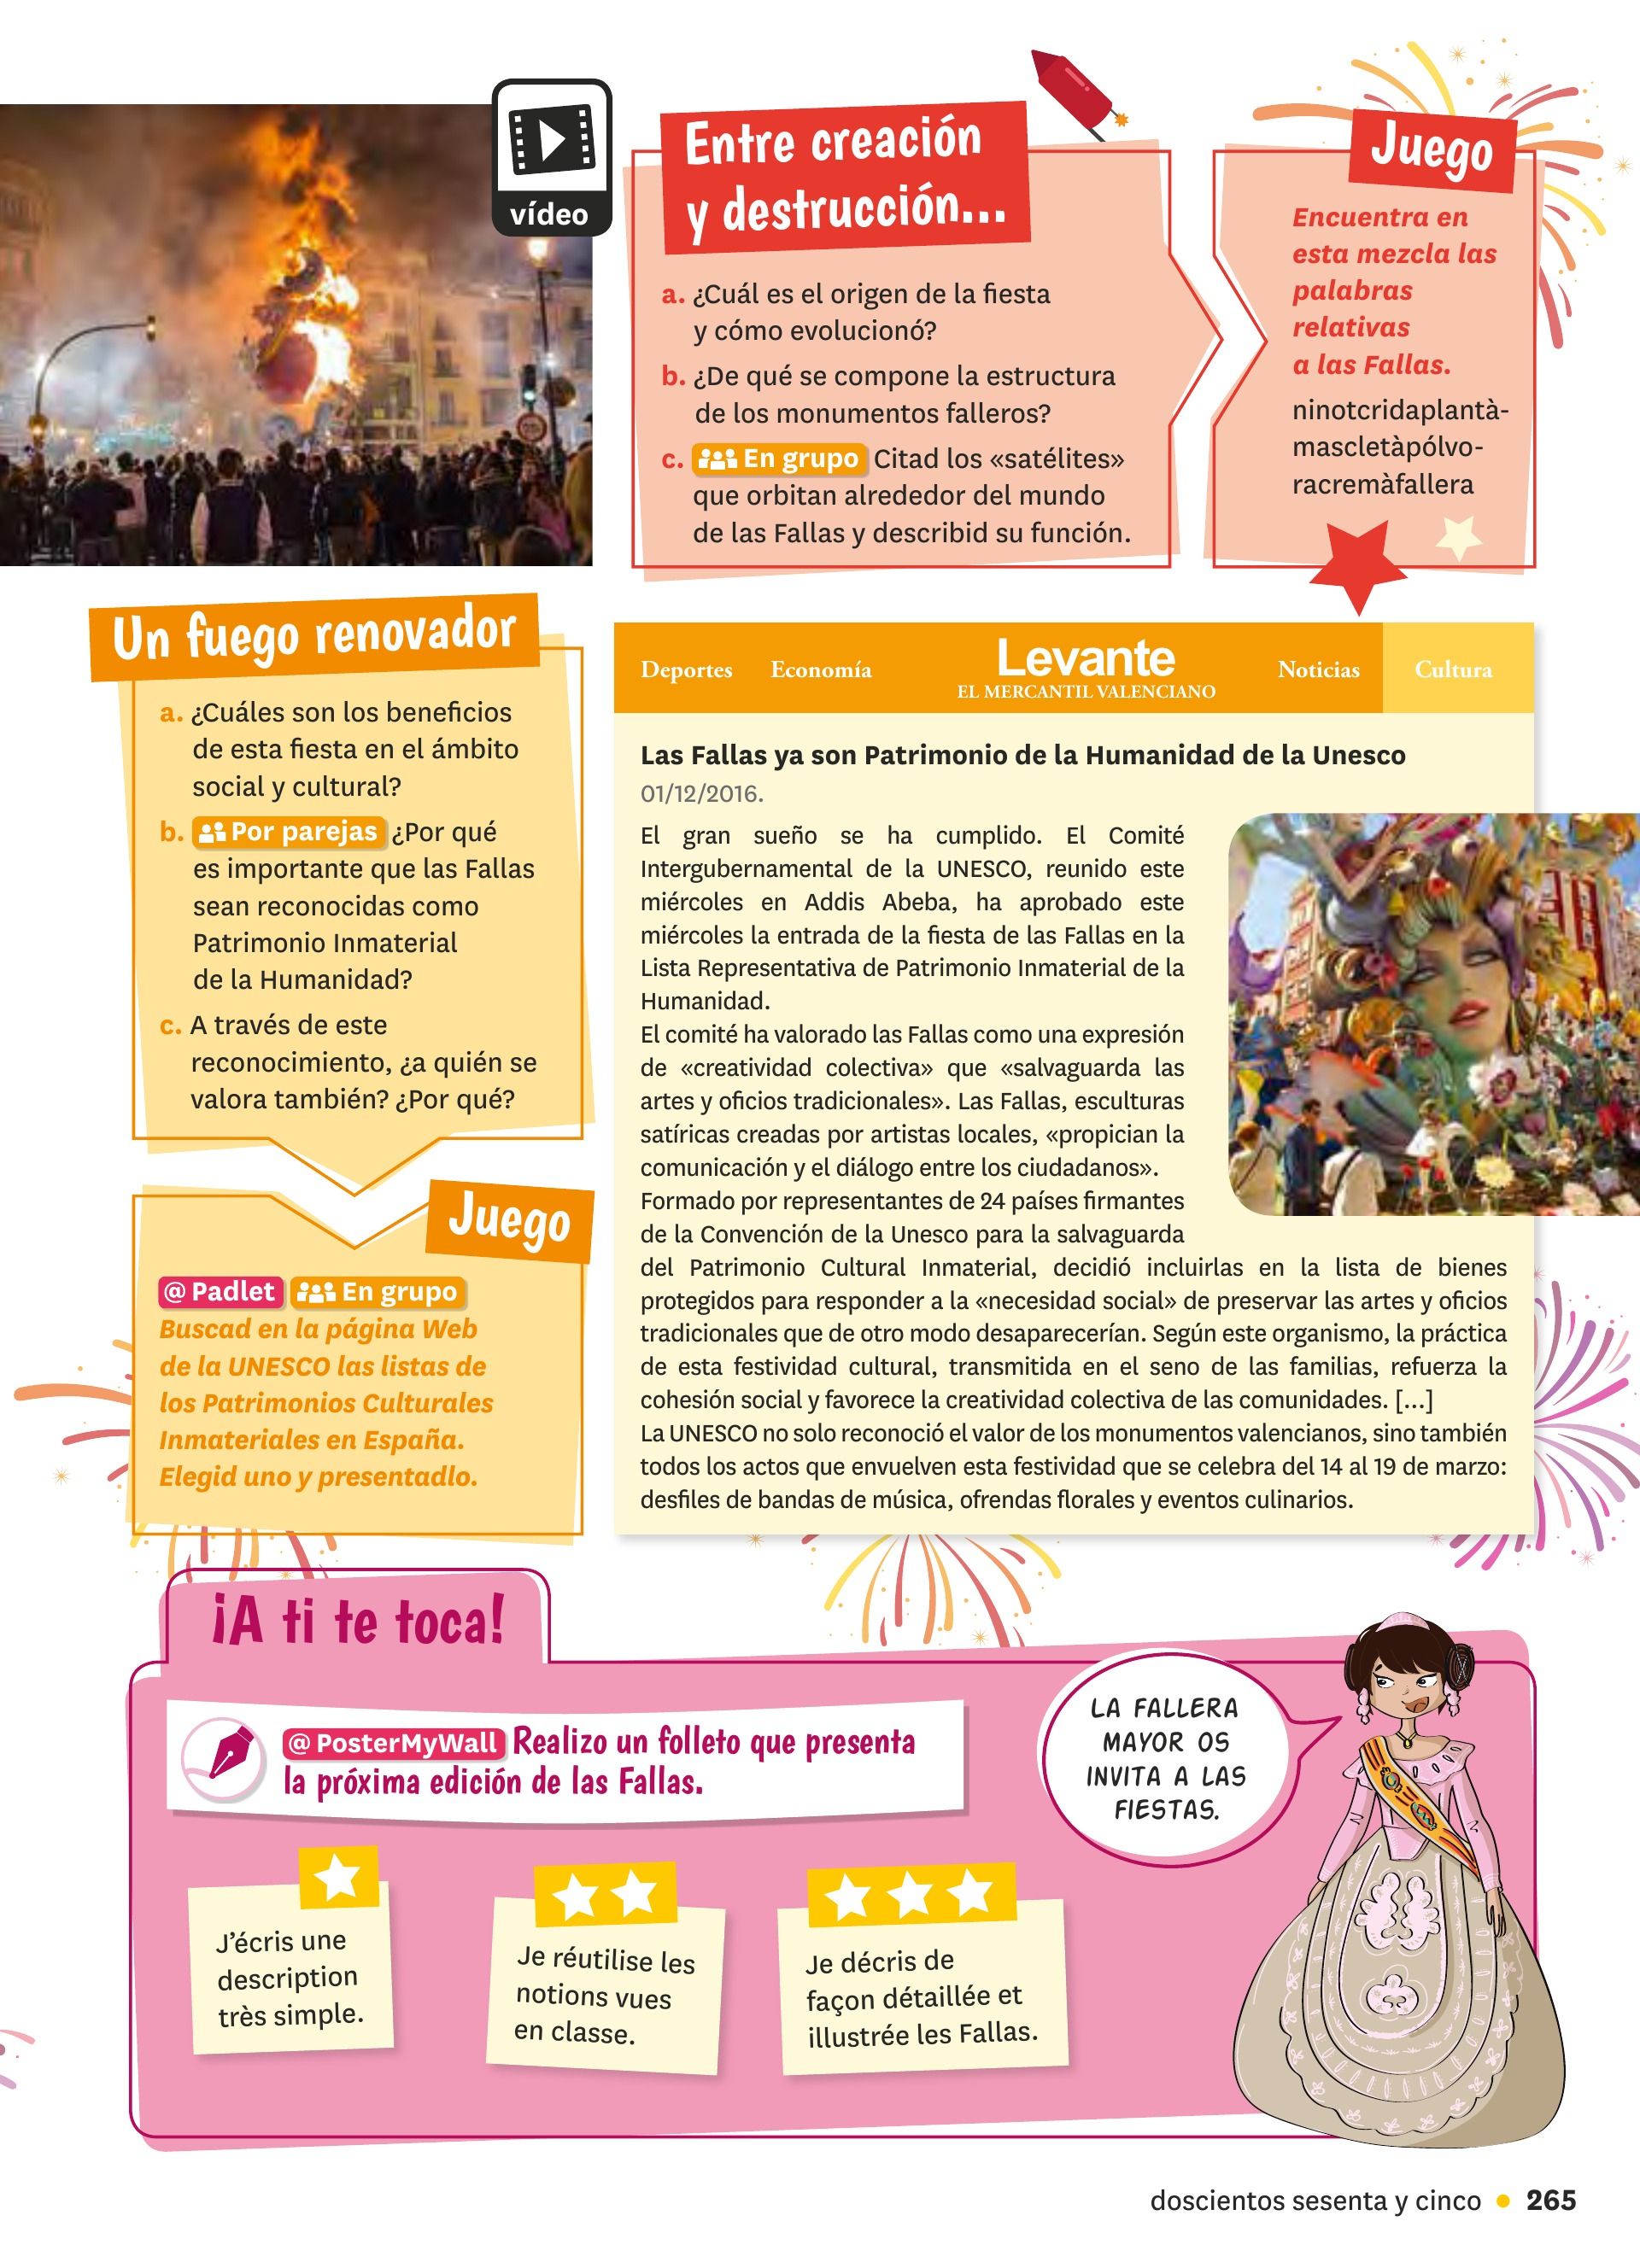 vídeo
Entre creación
y destrucción...
a. ¿Cuál es el origen de la fiesta
y cómo evolucionó?
b. ¿De qué se compone la estructura
de los monumentos falleros?
c. En grupo Citad los «satélites»
que orbitan alrededor del mundo
de las Fallas y describid su función.
Juego
Encuentra en
esta mezcla las
palabras
relativas
a las Fallas.
ninotcridaplantà-
mascletàpólvo-
racremàfallera
Un fuego renovador
a. ¿Cuáles son los beneficios
de esta fiesta en el ámbito
social y cultural?
b. Por parejas ¿Por qué
es importante que las Fallas
sean reconocidas como
Patrimonio Inmaterial
de la Humanidad?
c. A través de este
reconocimiento, ¿a quién se
valora también? ¿Por qué?
Juego
@ Padlet En grupo
Buscad en la página Web
de la UNESCO las listas de
los Patrimonios Culturales
Inmateriales en España.
Elegid uno y presentadlo.
Deportes Economía Levante Noticias Cultura
EL MERCANTIL VALENCIANO
Las Fallas ya son Patrimonio de la Humanidad de la Unesco
01/12/2016.
El gran sueño se ha cumplido. El Comité
Intergubernamental de la UNESCO, reunido este
miércoles en Addis Abeba, ha aprobado este
miércoles la entrada de la fiesta de las Fallas en la
Lista Representativa de Patrimonio Inmaterial de la
Humanidad.
El comité ha valorado las Fallas como una expresión
de «creatividad colectiva» que «salvaguarda las
artes y oficios tradicionales». Las Fallas, esculturas
satíricas creadas por artistas locales, «propician la
comunicación y el diálogo entre los ciudadanos».
Formado por representantes de 24 países firmantes
de la Convención de la Unesco para la salvaguarda
del Patrimonio Cultural Inmaterial, decidió incluirlas en la lista de bienes
protegidos para responder a la «necesidad social» de preservar las artes y oficios
tradicionales que de otro modo desaparecerían. Según este organismo, la práctica
de esta festividad cultural, transmitida en el seno de las familias, refuerza la
cohesión social y favorece la creatividad colectiva de las comunidades. [...]
La UNESCO no solo reconoció el valor de los monumentos valencianos, sino también
todos los actos que envuelven esta festividad que se celebra del 14 al 19 de marzo:
desfiles de bandas de música, ofrendas florales y eventos culinarios.
¡A ti te toca!
@ PosterMyWall Realizo un folleto que presenta
la próxima edición de las Fallas.
LA FALLERA
MAYOR OS
INVITA A LAS
FIESTAS.
J'écris une
description
très simple.
Je réutilise les
notions vues
en classe.
Je décris de
façon détaillée et
illustrée les Fallas.
doscientos sesenta y cinco • 265